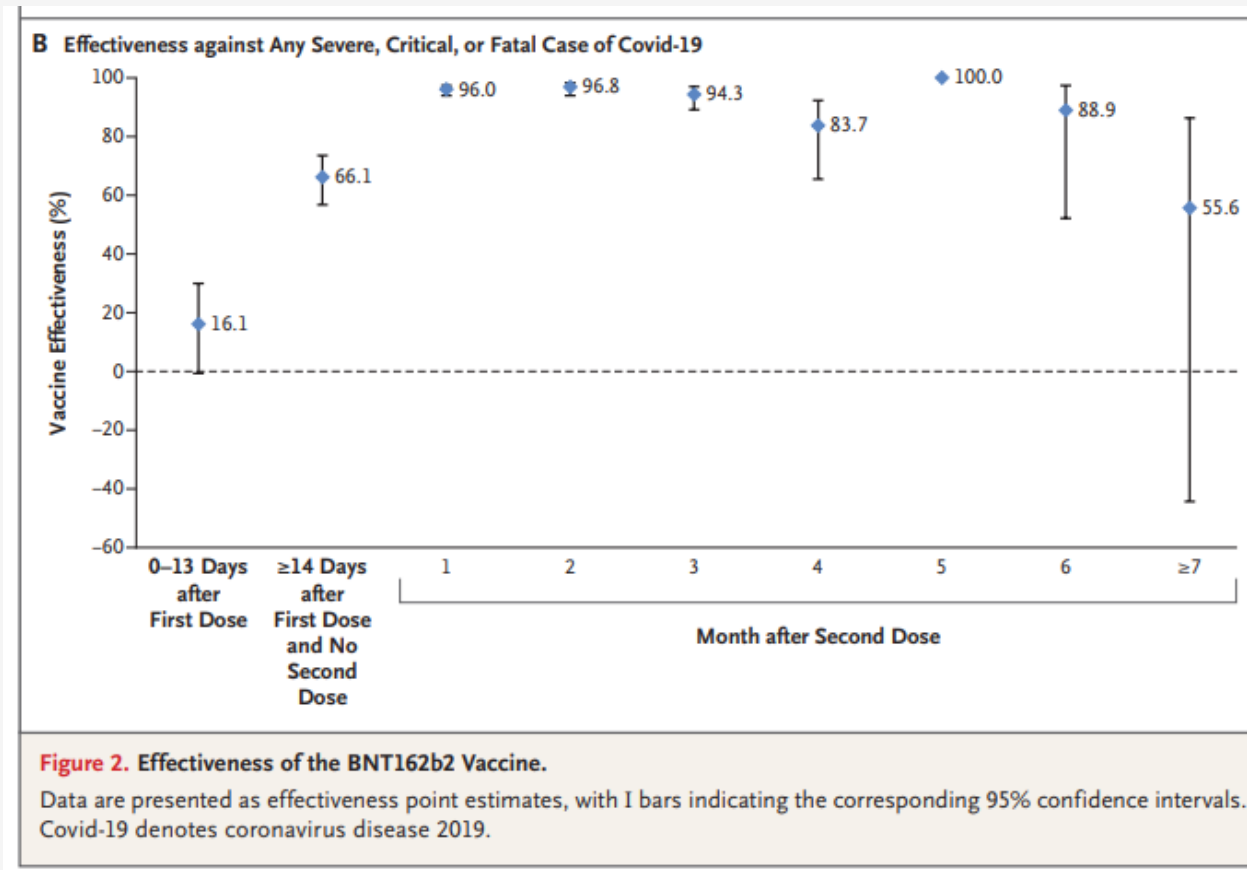 B Effectiveness against Any Severe, Critical, or Fatal Case of Covid-19
Vaccine Effectiveness (%)
100
80
60
40
20
0
–20
–40
–60
16.1
66.1
96.0
96.8
94.3
83.7
100.0
88.9
55.6
0–13 Days
after
First Dose
≥14 Days
after
First Dose
and No
Second
Dose
1
2
3
4
5
6
≥7
Month after Second Dose
Figure 2. Effectiveness of the BNT162b2 Vaccine.
Data are presented as effectiveness point estimates, with I bars indicating the corresponding 95% confidence intervals.
Covid-19 denotes coronavirus disease 2019.